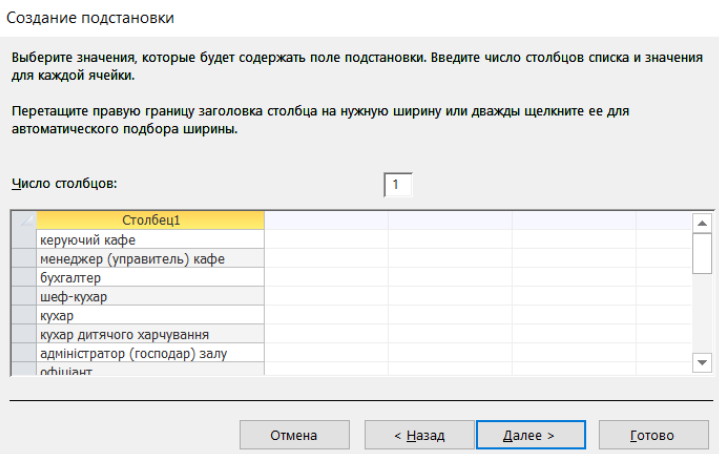 Создание подстановки
Выберите значения, которые будет содержать поле подстановки. Введите число столбцов списка и значения
для каждой ячейки.
Перетащите правую границу заголовка столбца на нужную ширину или дважды щелкните ее для
автоматического подбора ширины.
Число столбцов: 1
Столбец1
керуючий кафе
менеджер (управитель) кафе
бухгалтер
шеф-кухар
кухар
кухар дитячого харчування
адміністратор (господар) залу
офіціант
Отмена < Назад Далее > Готово